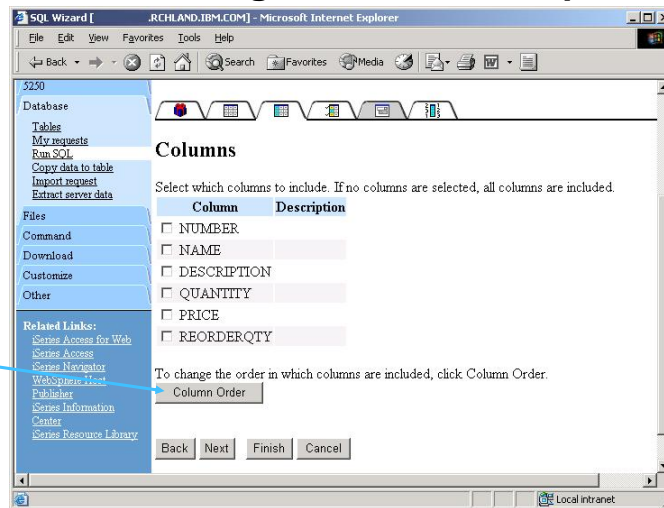 SQL Wizard [ .RCHLAND.IBM.COM] - Microsoft Internet Explorer
File Edit View Favorites Tools Help
Back Search Favorites Media
5250
Database
Tables
My requests
Run SQL
Copy data to table
Import request
Extract server data
Files
Command
Download
Customize
Other
Related Links:
iSeries Access for Web
iSeries Access
iSeries Navigator
WebSphere Host
Publisher
iSeries Information
Center
iSeries Resource Library
Columns
Select which columns to include. If no columns are selected, all columns are included.
Column Description
NUMBER
NAME
DESCRIPTION
QUANTITY
PRICE
REORDERQTY
To change the order in which columns are included, click Column Order.
Column Order
Back Next Finish Cancel
Local intranet